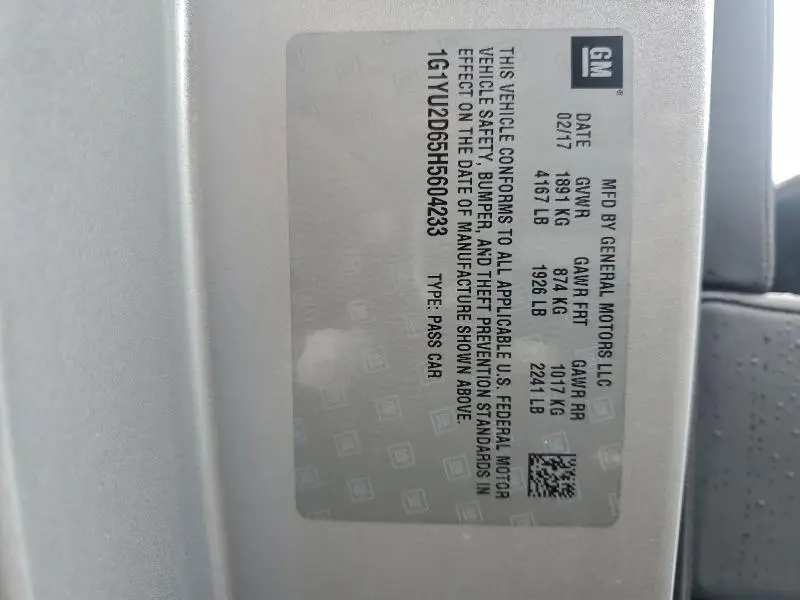 GM®
MFD BY GENERAL MOTORS LLC
DATE GVWR GAWR FRT GAWR RR
02/17 1891 KG 874 KG 1017 KG
4167 LB 1926 LB 2241 LB
THIS VEHICLE CONFORMS TO ALL APPLICABLE U.S. FEDERAL MOTOR
VEHICLE SAFETY, BUMPER, AND THEFT PREVENTION STANDARDS IN
EFFECT ON THE DATE OF MANUFACTURE SHOWN ABOVE.
1G1YU2D65H5604233 TYPE: PASS CAR